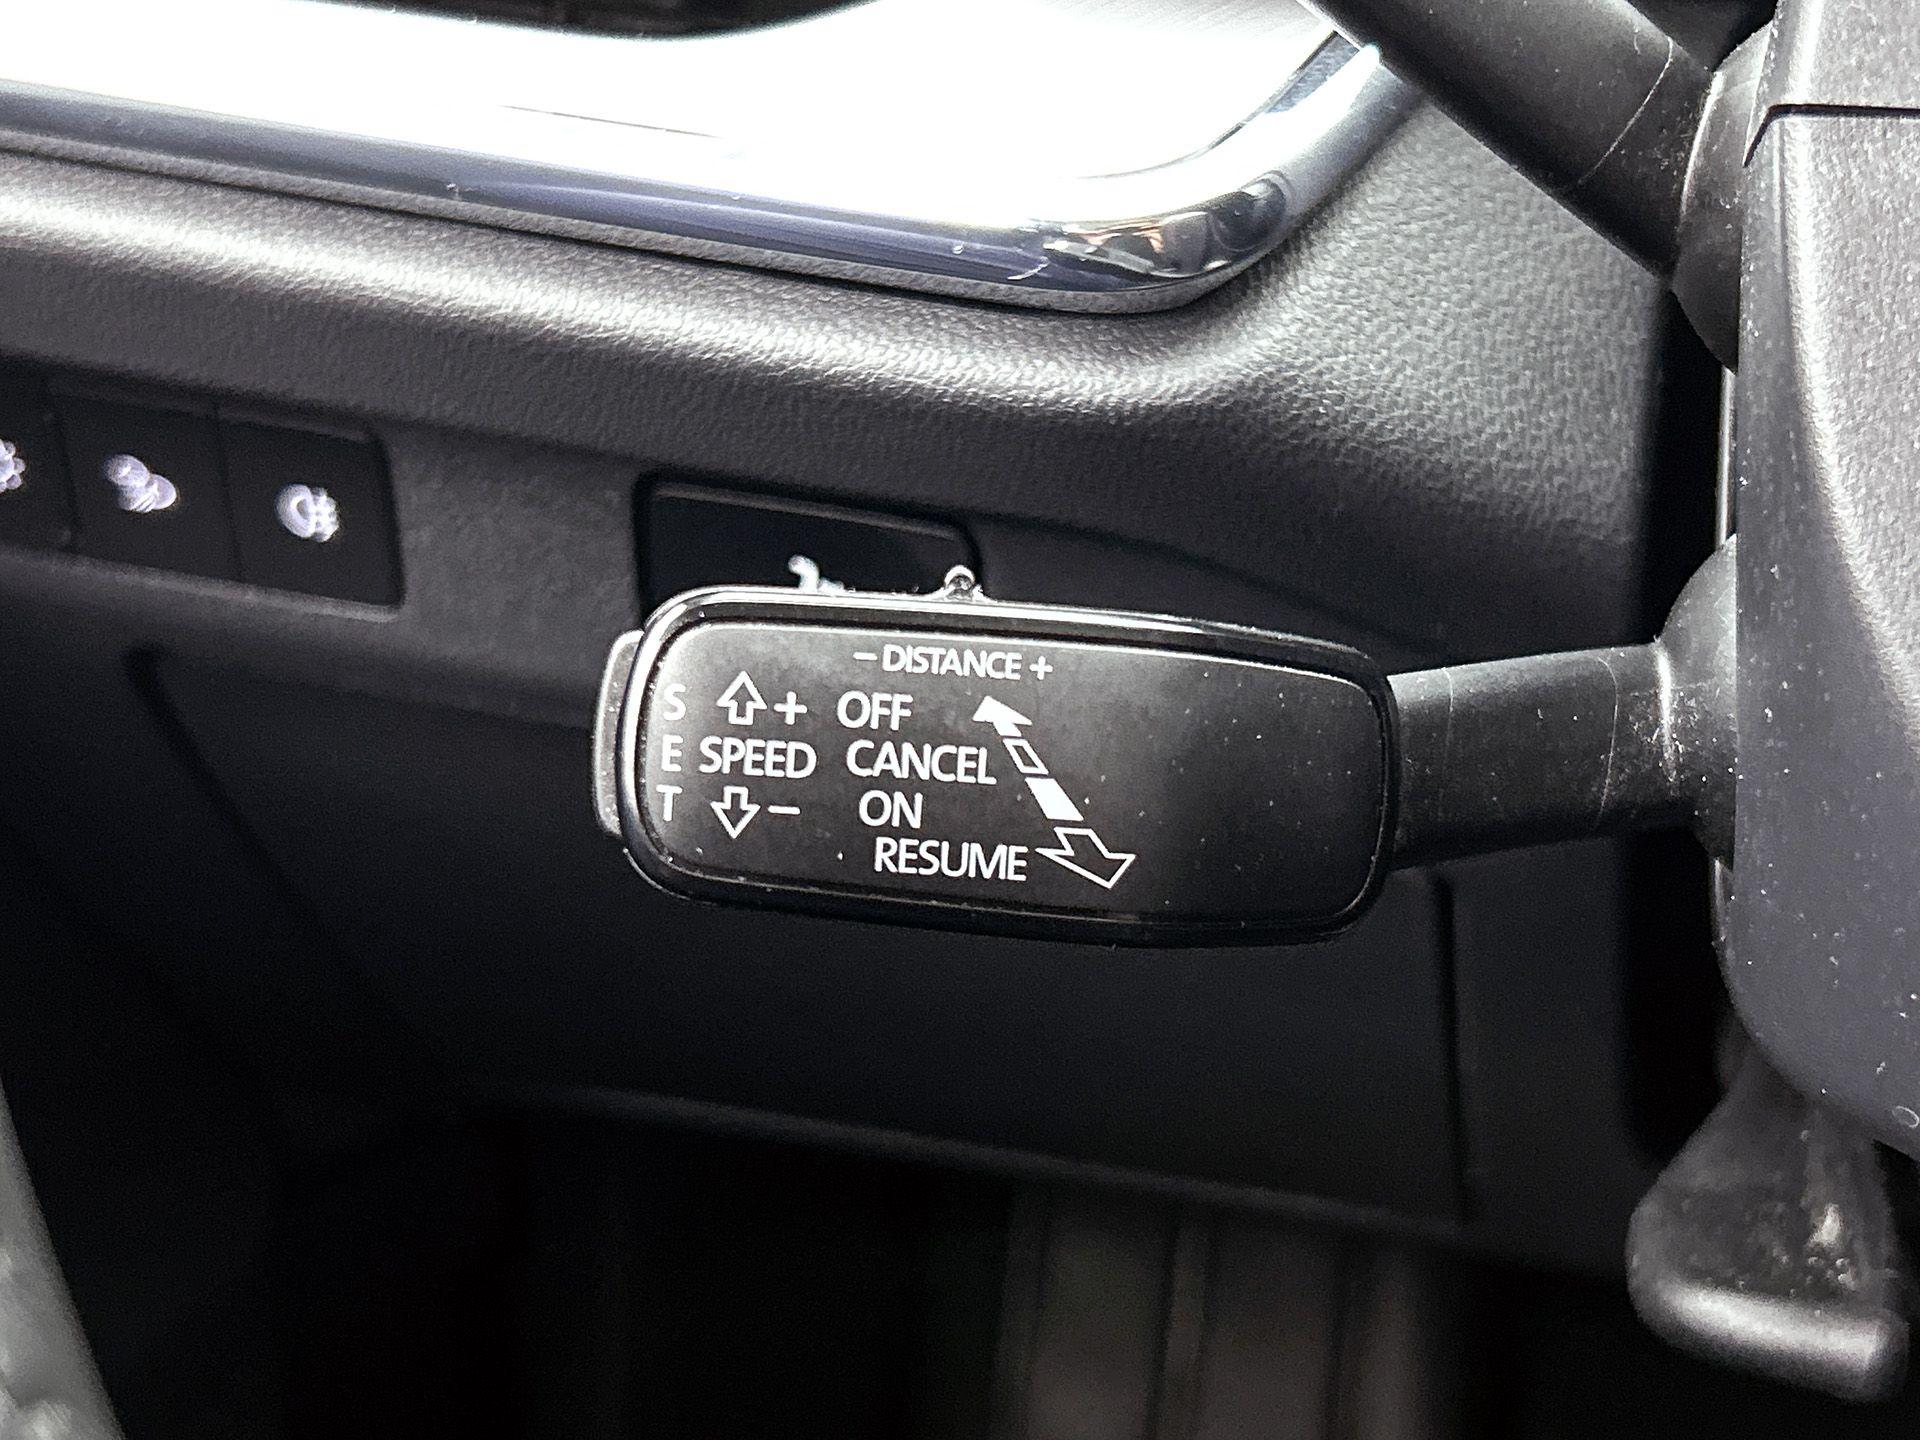 – DISTANCE +
S + OFF
E SPEED CANCEL
T – ON
RESUME